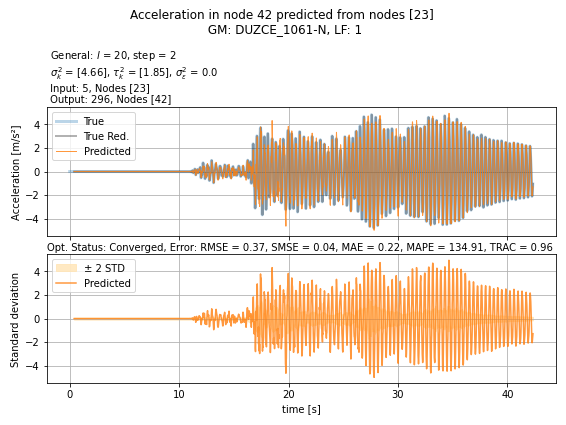 Acceleration in node 42 predicted from nodes [23]
GM: DUZCE_1061-N, LF: 1
General: l = 20, step = 2
σ²ₖ = [4.66], τ²ₖ = [1.85], σ²ε = 0.0
Input: 5, Nodes [23]
Output: 296, Nodes [42]
Acceleration [m/s²]
4
2
0
−2
−4
True
True Red.
Predicted
Opt. Status: Converged, Error: RMSE = 0.37, SMSE = 0.04, MAE = 0.22, MAPE = 134.91, TRAC = 0.96
Standard deviation
4
2
0
−2
−4
± 2 STD
Predicted
0 10 20 30 40
time [s]